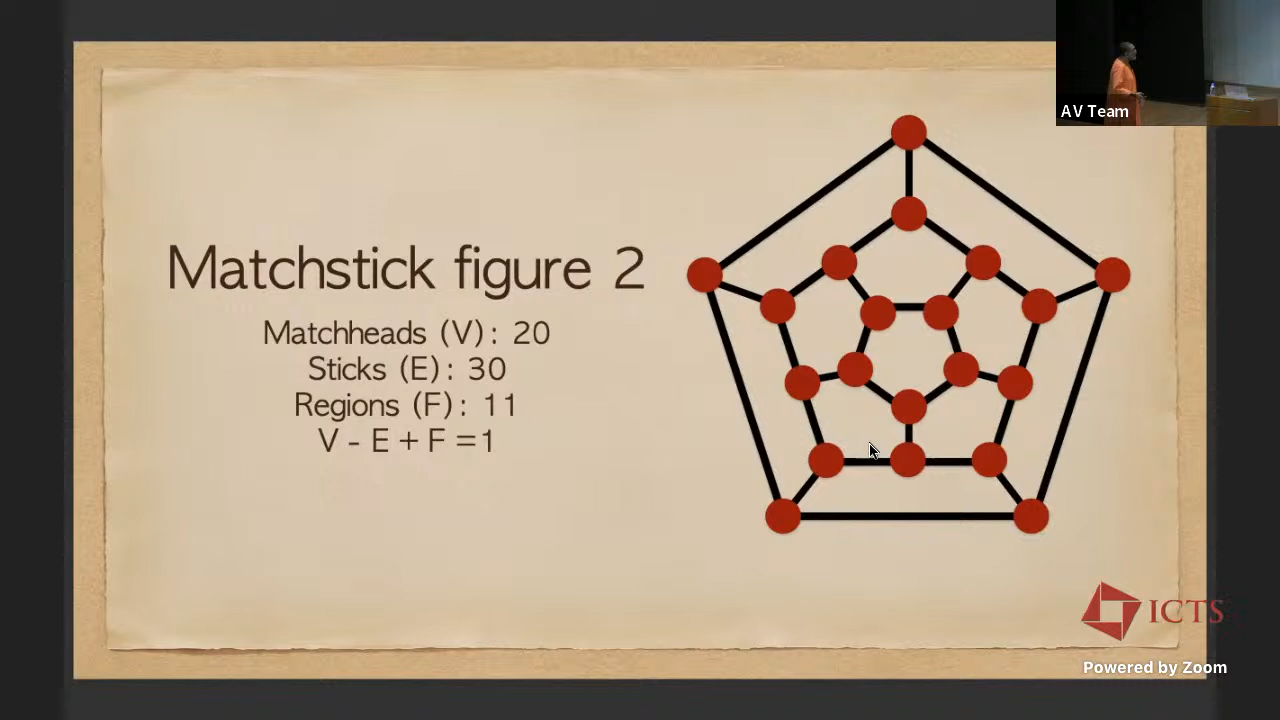 AV Team
Matchstick figure 2
Matchheads (V): 20
Sticks (E): 30
Regions (F): 11
V - E + F = 1
ICTS
Powered by Zoom